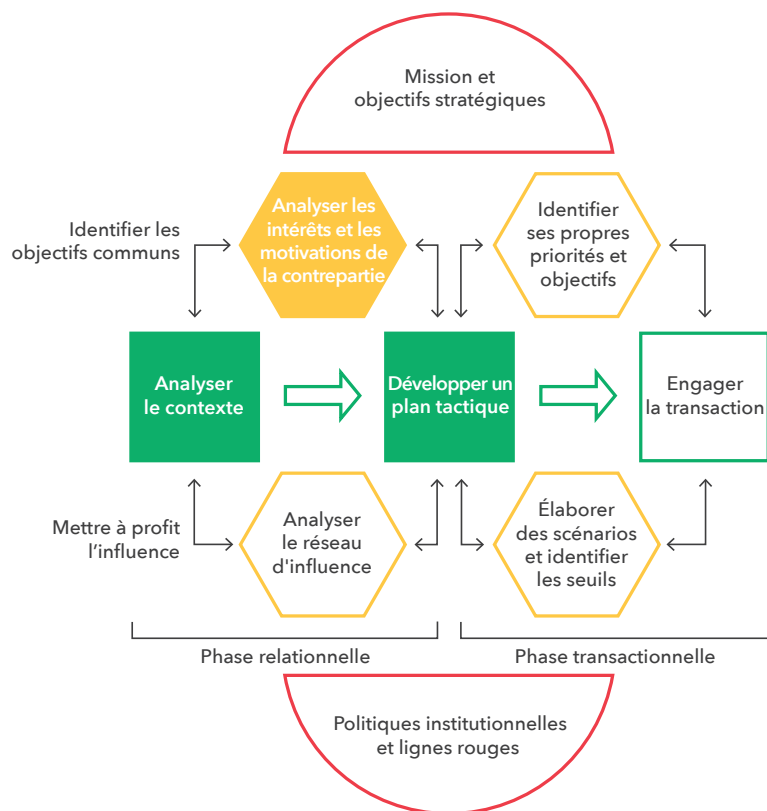 Mission et
objectifs stratégiques
Identifier les
objectifs communs
Analyser les
intérêts et les
motivations de
la contrepartie
Identifier
ses propres
priorités et
objectifs
Analyser
le contexte
Développer un
plan tactique
Engager
la transaction
Mettre à profit
l’influence
Analyser
le réseau
d'influence
Élaborer
des scénarios
et identifier
les seuils
Phase relationnelle
Phase transactionnelle
Politiques institutionnelles
et lignes rouges